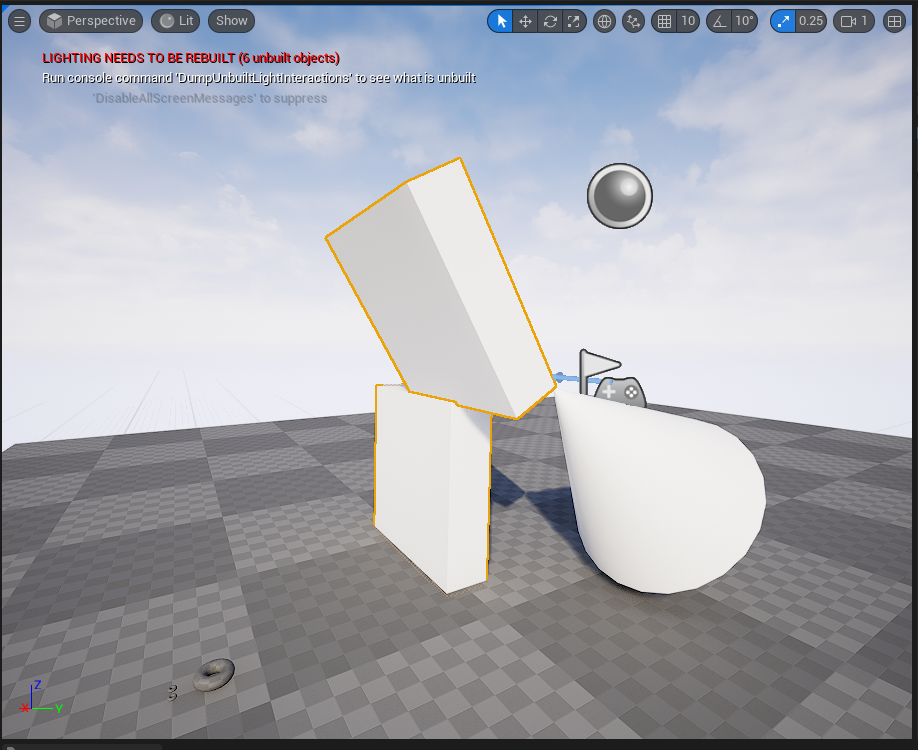 Perspective Lit Show 10 10° 0.25 1
LIGHTING NEEDS TO BE REBUILT (6 unbuilt objects)
Run console command 'DumpUnbuiltLightInteractions' to see what is unbuilt
'DisableAllScreenMessages' to suppress
Z
X Y